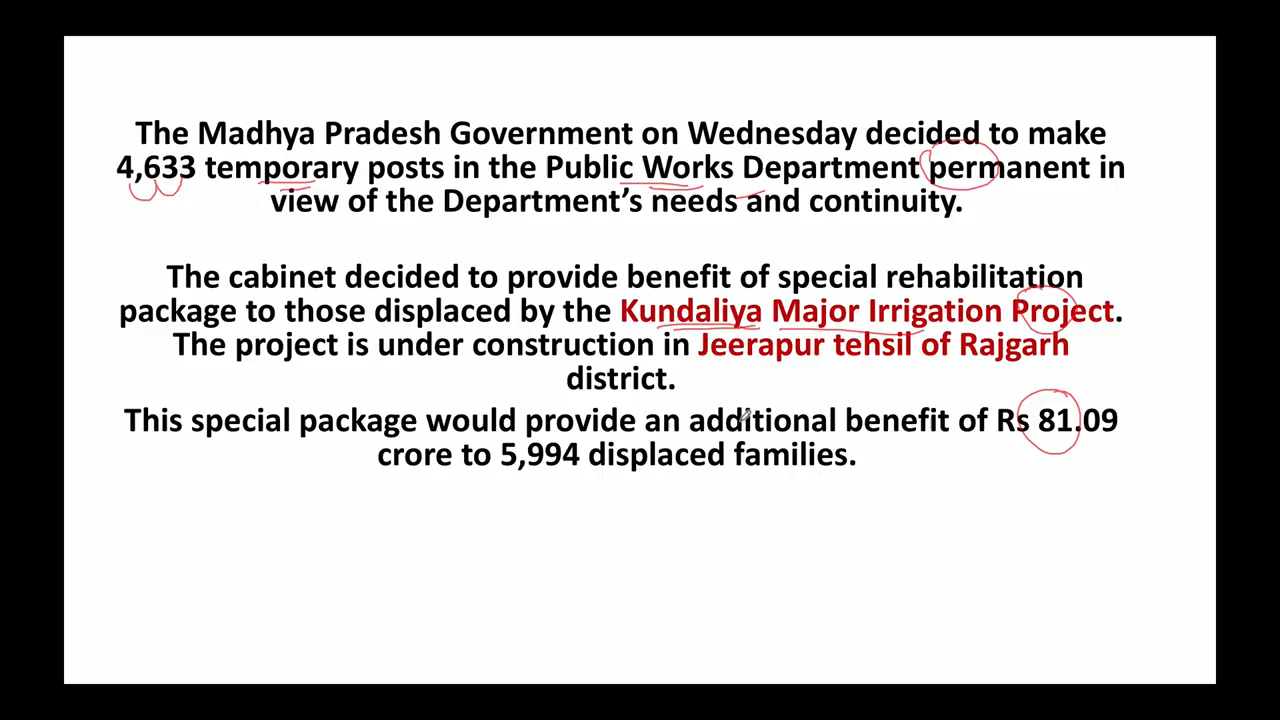 The Madhya Pradesh Government on Wednesday decided to make
4,633 temporary posts in the Public Works Department permanent in
view of the Department’s needs and continuity.
The cabinet decided to provide benefit of special rehabilitation
package to those displaced by the Kundaliya Major Irrigation Project.
The project is under construction in Jeerapur tehsil of Rajgarh
district.
This special package would provide an additional benefit of Rs 81.09
crore to 5,994 displaced families.